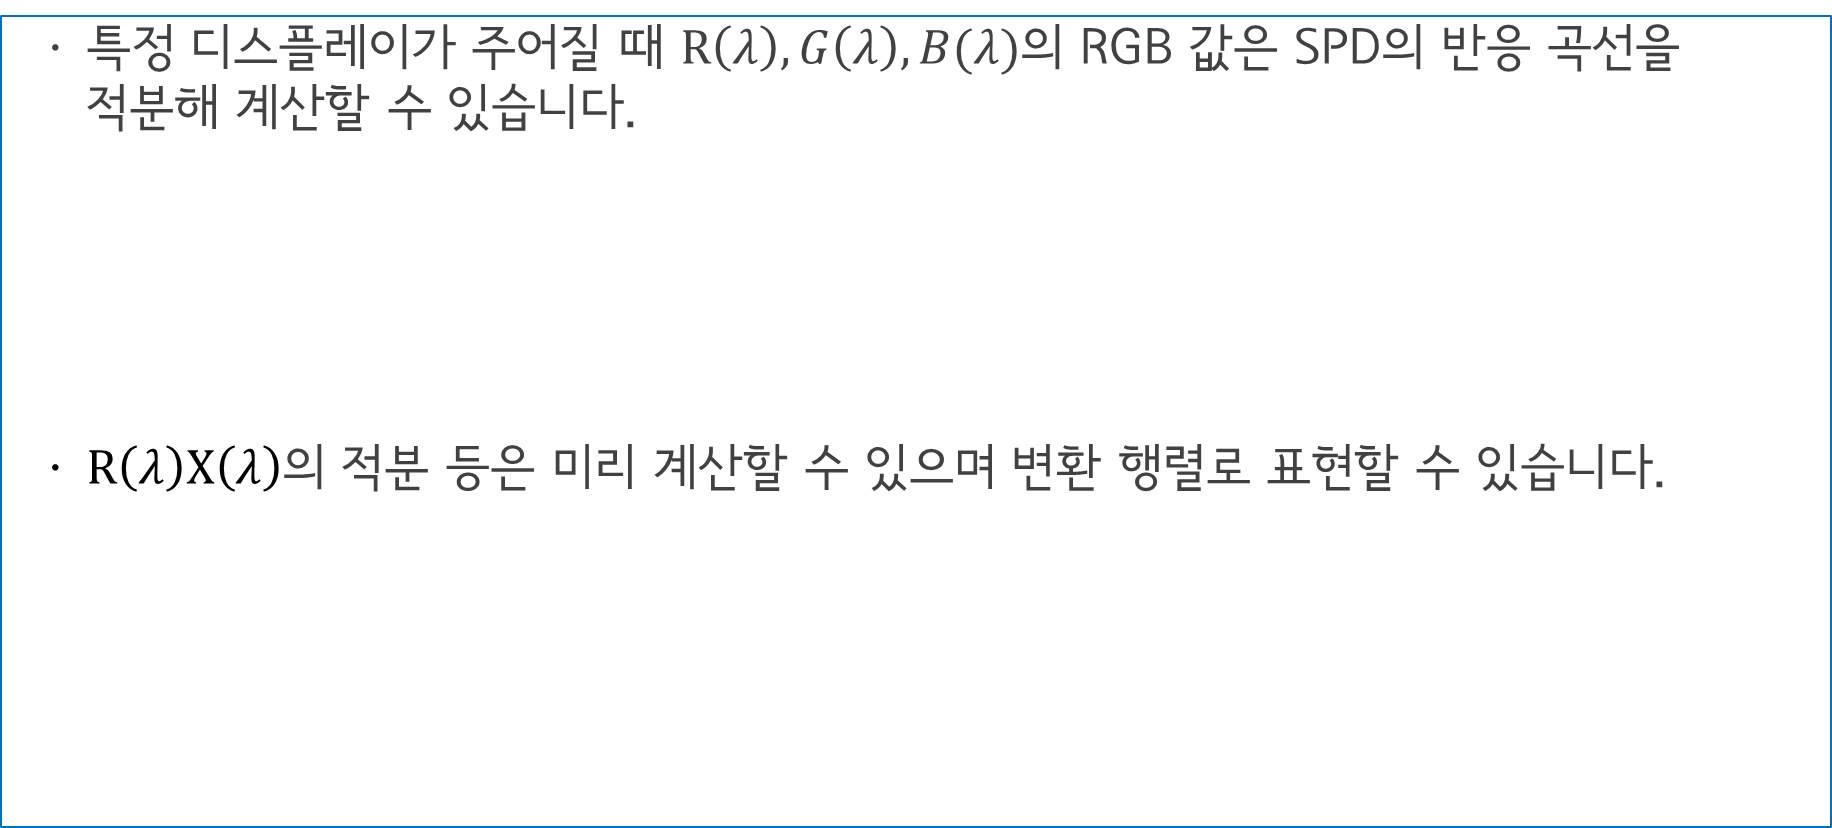 · 특정 디스플레이가 주어질 때 R(λ), G(λ), B(λ)의 RGB 값은 SPD의 반응 곡선을
적분해 계산할 수 있습니다.
· R(λ)X(λ)의 적분 등은 미리 계산할 수 있으며 변환 행렬로 표현할 수 있습니다.